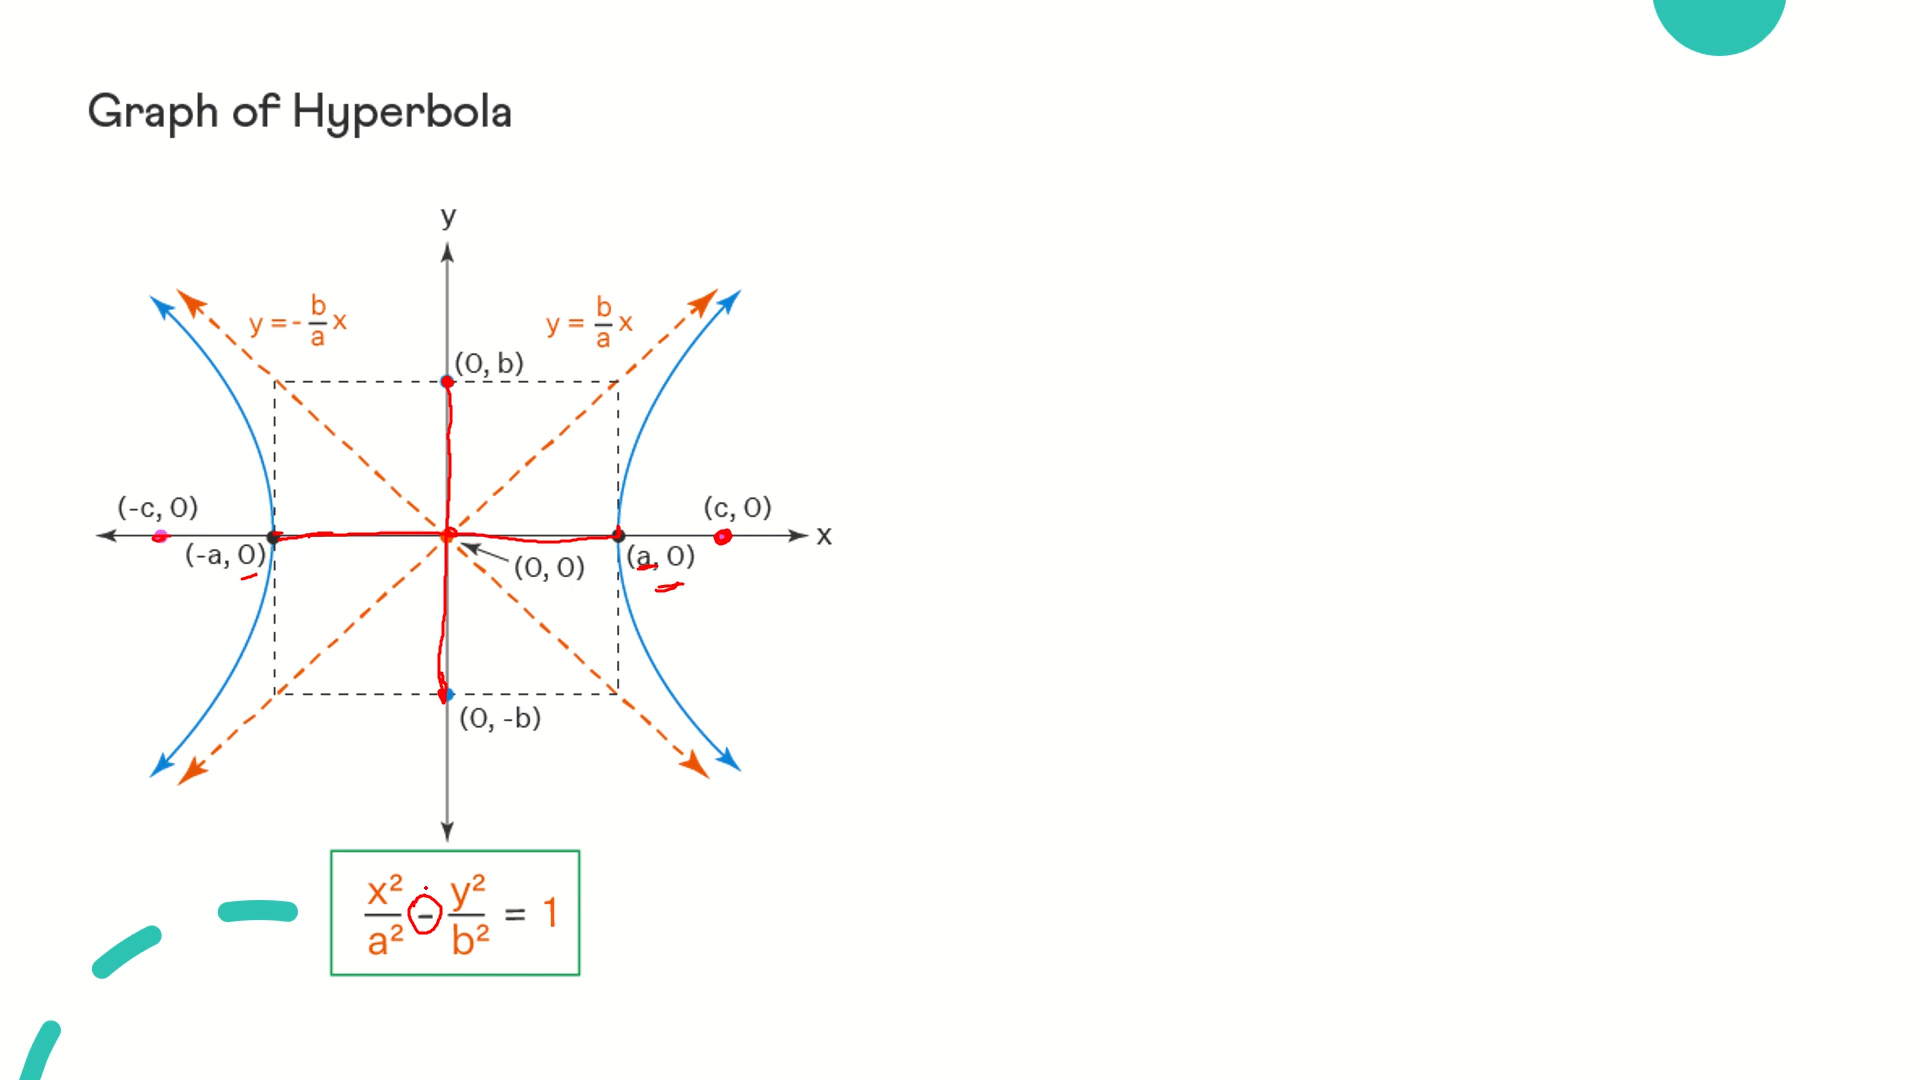 Graph of Hyperbola
y
y = - b/a x
y = b/a x
(0, b)
(-c, 0)
(c, 0)
x
(-a, 0)
(0, 0)
(a, 0)
(0, -b)
x²/a² - y²/b² = 1